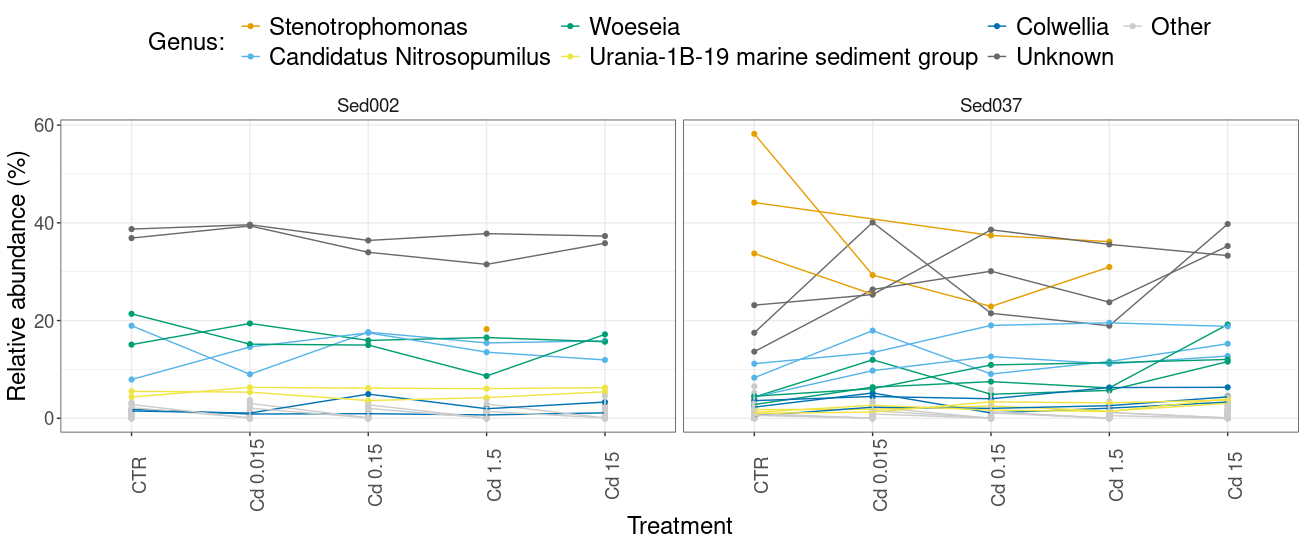 Genus:
Stenotrophomonas Woeseia Colwellia Other
Candidatus Nitrosopumilus Urania-1B-19 marine sediment group Unknown
Sed002 Sed037
Relative abundance (%)
60
40
20
0
CTR Cd 0.015 Cd 0.15 Cd 1.5 Cd 15 CTR Cd 0.015 Cd 0.15 Cd 1.5 Cd 15
Treatment